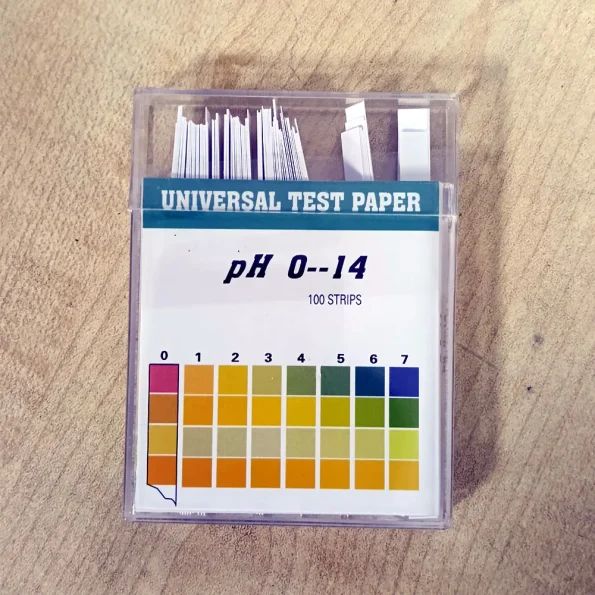 UNIVERSAL TEST PAPER
pH 0--14
100 STRIPS
0 1 2 3 4 5 6 7